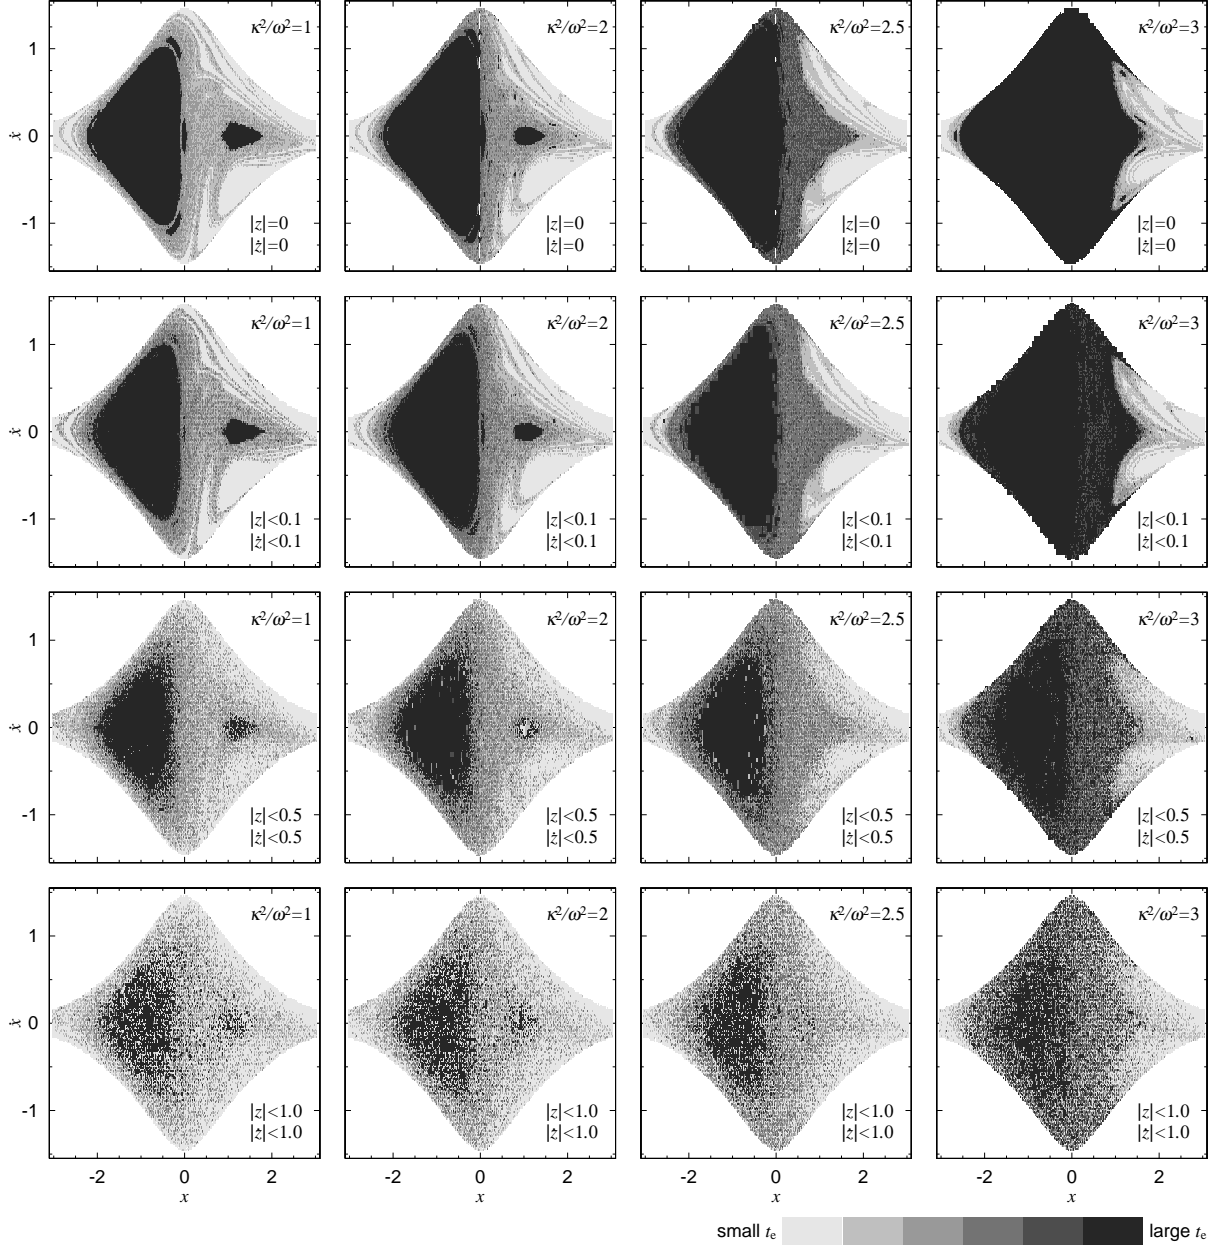 κ²/ω²=1
κ²/ω²=2
κ²/ω²=2.5
κ²/ω²=3
1
ẋ 0
-1
|z|=0
|ż|=0
|z|=0
|ż|=0
|z|=0
|ż|=0
|z|=0
|ż|=0
κ²/ω²=1
κ²/ω²=2
κ²/ω²=2.5
κ²/ω²=3
1
ẋ 0
-1
|z|<0.1
|ż|<0.1
|z|<0.1
|ż|<0.1
|z|<0.1
|ż|<0.1
|z|<0.1
|ż|<0.1
κ²/ω²=1
κ²/ω²=2
κ²/ω²=2.5
κ²/ω²=3
1
ẋ 0
-1
|z|<0.5
|ż|<0.5
|z|<0.5
|ż|<0.5
|z|<0.5
|ż|<0.5
|z|<0.5
|ż|<0.5
κ²/ω²=1
κ²/ω²=2
κ²/ω²=2.5
κ²/ω²=3
1
ẋ 0
-1
|z|<1.0
|ż|<1.0
|z|<1.0
|ż|<1.0
|z|<1.0
|ż|<1.0
|z|<1.0
|ż|<1.0
-2 0 2
-2 0 2
-2 0 2
-2 0 2
x
x
x
x
small tₑ
large tₑ